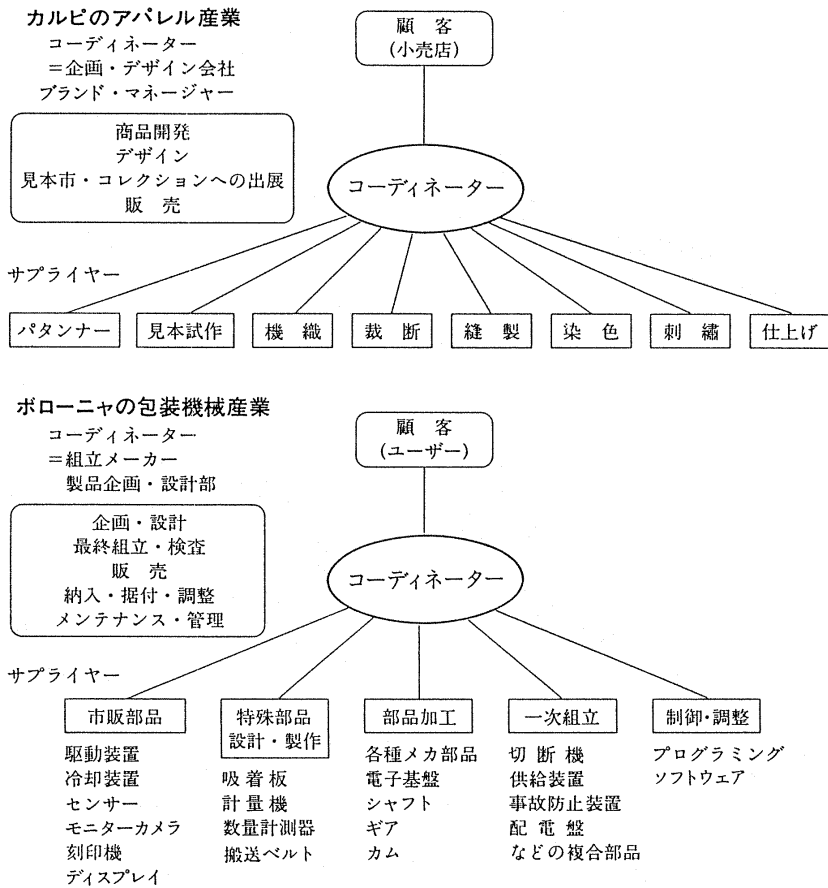 カルピのアパレル産業
コーディネーター
＝企画・デザイン会社
ブランド・マネージャー
商品開発
デザイン
見本市・コレクションへの出展
販　売
顧　客
(小売店)
コーディネーター
サプライヤー
パタンナー
見本試作
機　織
裁　断
縫　製
染　色
刺　繡
仕上げ
ボローニャの包装機械産業
コーディネーター
＝組立メーカー
製品企画・設計部
企画・設計
最終組立・検査
販　売
納入・据付・調整
メンテナンス・管理
顧　客
(ユーザー)
コーディネーター
サプライヤー
市販部品
駆動装置
冷却装置
センサー
モニターカメラ
刻印機
ディスプレイ
特殊部品
設計・製作
吸着板
計量機
数量計測器
搬送ベルト
部品加工
各種メカ部品
電子基盤
シャフト
ギア
カム
一次組立
切断機
供給装置
事故防止装置
配電盤
などの複合部品
制御・調整
プログラミング
ソフトウェア